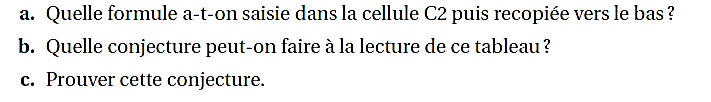 a. Quelle formule a-t-on saisie dans la cellule C2 puis recopiée vers le bas ?
b. Quelle conjecture peut-on faire à la lecture de ce tableau ?
c. Prouver cette conjecture.